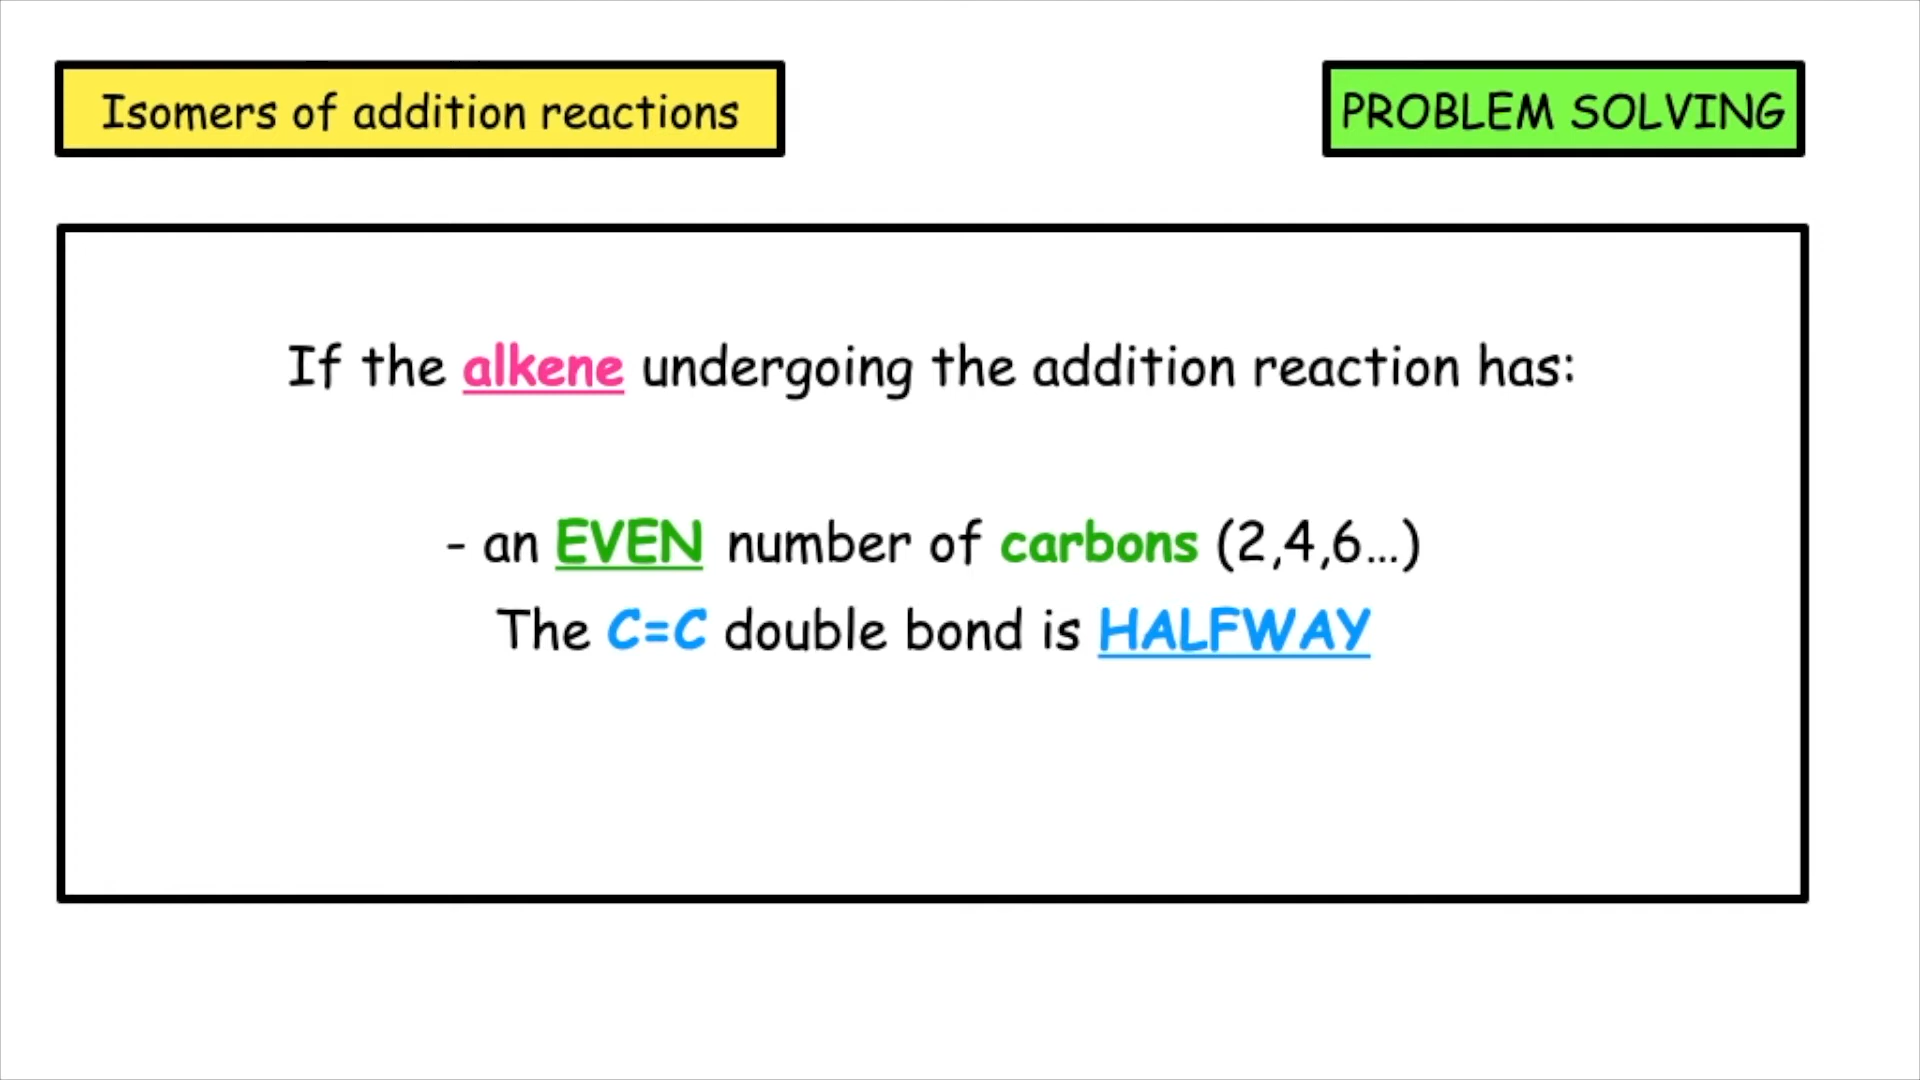 Isomers of addition reactions
PROBLEM SOLVING
If the alkene undergoing the addition reaction has:
- an EVEN number of carbons (2,4,6...)
The C=C double bond is HALFWAY